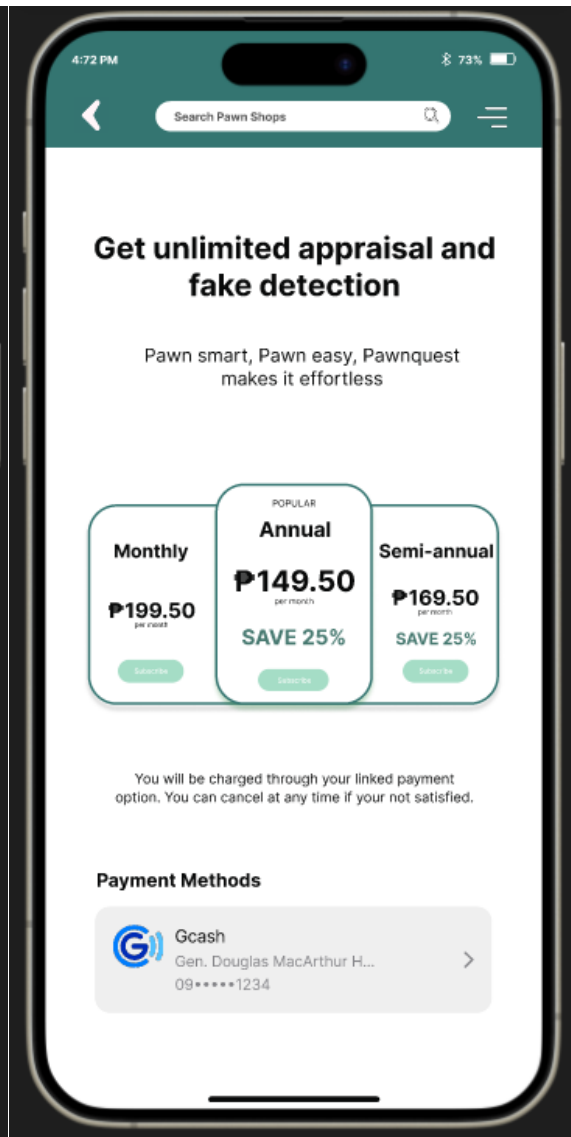 4:72 PM
73%
Search Pawn Shops
Get unlimited appraisal and
fake detection
Pawn smart, Pawn easy, Pawnquest
makes it effortless
Monthly
₱199.50
per month
Subscribe
POPULAR
Annual
₱149.50
per month
SAVE 25%
Subscribe
Semi-annual
₱169.50
per month
SAVE 25%
Subscribe
You will be charged through your linked payment
option. You can cancel at any time if your not satisfied.
Payment Methods
Gcash
Gen. Douglas MacArthur H...
09•••••1234